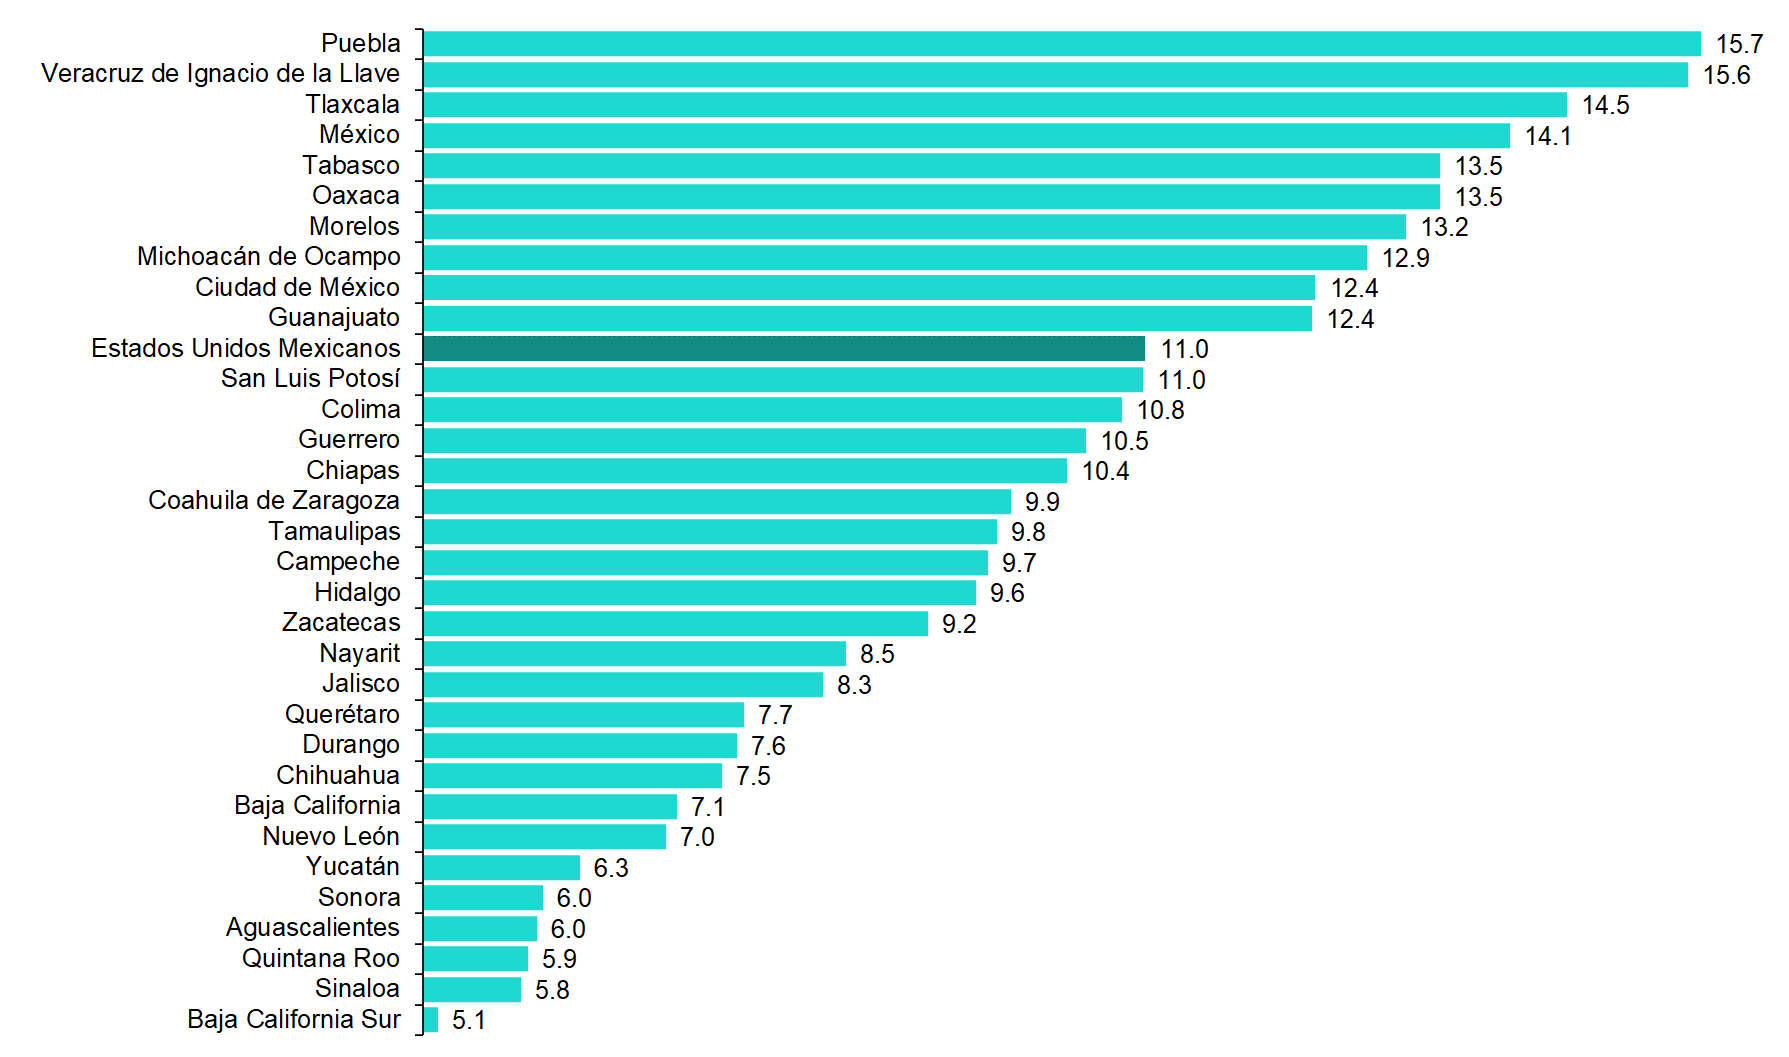 Puebla 15.7
Veracruz de Ignacio de la Llave 15.6
Tlaxcala 14.5
México 14.1
Tabasco 13.5
Oaxaca 13.5
Morelos 13.2
Michoacán de Ocampo 12.9
Ciudad de México 12.4
Guanajuato 12.4
Estados Unidos Mexicanos 11.0
San Luis Potosí 11.0
Colima 10.8
Guerrero 10.5
Chiapas 10.4
Coahuila de Zaragoza 9.9
Tamaulipas 9.8
Campeche 9.7
Hidalgo 9.6
Zacatecas 9.2
Nayarit 8.5
Jalisco 8.3
Querétaro 7.7
Durango 7.6
Chihuahua 7.5
Baja California 7.1
Nuevo León 7.0
Yucatán 6.3
Sonora 6.0
Aguascalientes 6.0
Quintana Roo 5.9
Sinaloa 5.8
Baja California Sur 5.1